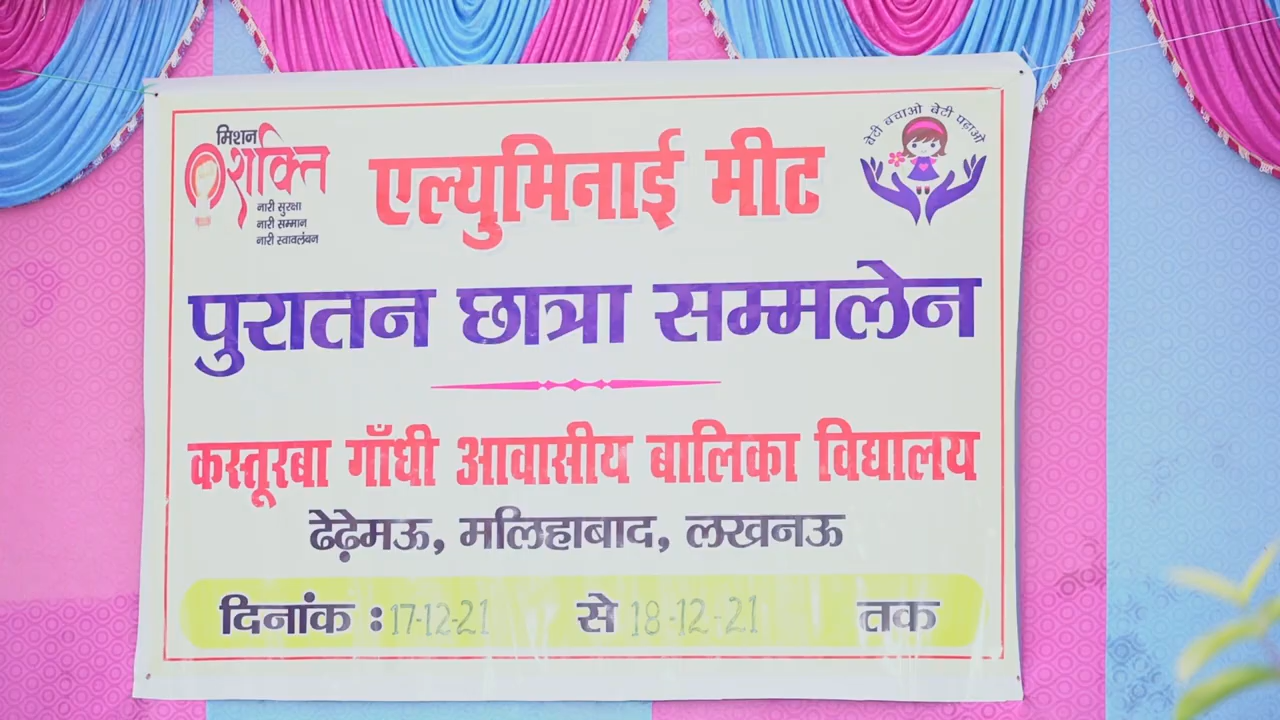 मिशन
शक्ति
नारी सुरक्षा
नारी सम्मान
नारी स्वावलंबन
एल्युमिनाई मीट
बेटी बचाओ बेटी पढ़ाओ
पुरातन छात्रा सम्मलेन
कस्तूरबा गाँधी आवासीय बालिका विद्यालय
ढेढ़ेमऊ, मलिहाबाद, लखनऊ
दिनांक : 17-12-21 से 18-12-21 तक